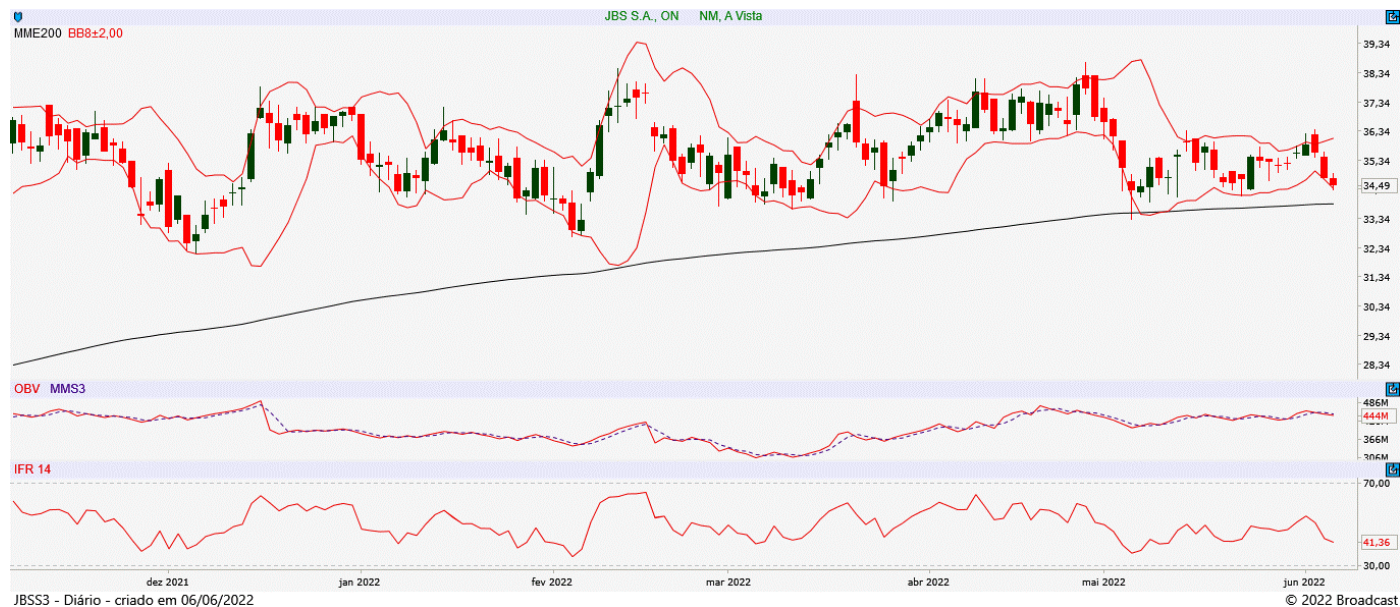 JBS S.A., ON NM, A Vista
MME200 BB8±2,00
39,34
38,34
37,34
36,34
35,34
34,49
33,34
32,34
31,34
30,34
29,34
28,34
OBV MMS3
486M
444M
366M
306M
IFR 14
70,00
41,36
30,00
dez 2021 jan 2022 fev 2022 mar 2022 abr 2022 mai 2022 jun 2022
JBSS3 - Diário - criado em 06/06/2022 © 2022 Broadcast